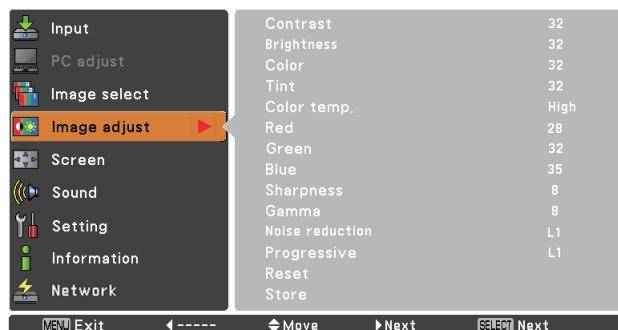 Input
PC adjust
Image select
Image adjust
Screen
Sound
Setting
Information
Network
Contrast 32
Brightness 32
Color 32
Tint 32
Color temp. High
Red 28
Green 32
Blue 35
Sharpness 8
Gamma 8
Noise reduction L1
Progressive L1
Reset
Store
MENU Exit ◀ ----- Move ▶ Next SELECT Next